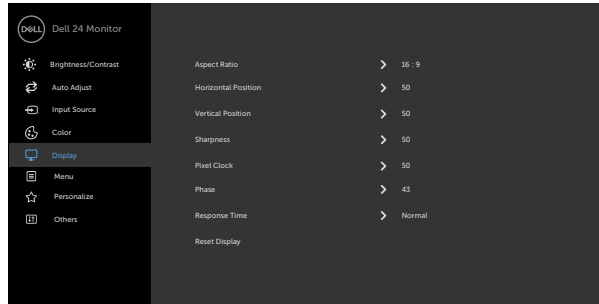 DELL Dell 24 Monitor
Brightness/Contrast
Auto Adjust
Input Source
Color
Display
Menu
Personalize
Others
Aspect Ratio 16 : 9
Horizontal Position 50
Vertical Position 50
Sharpness 50
Pixel Clock 50
Phase 43
Response Time Normal
Reset Display